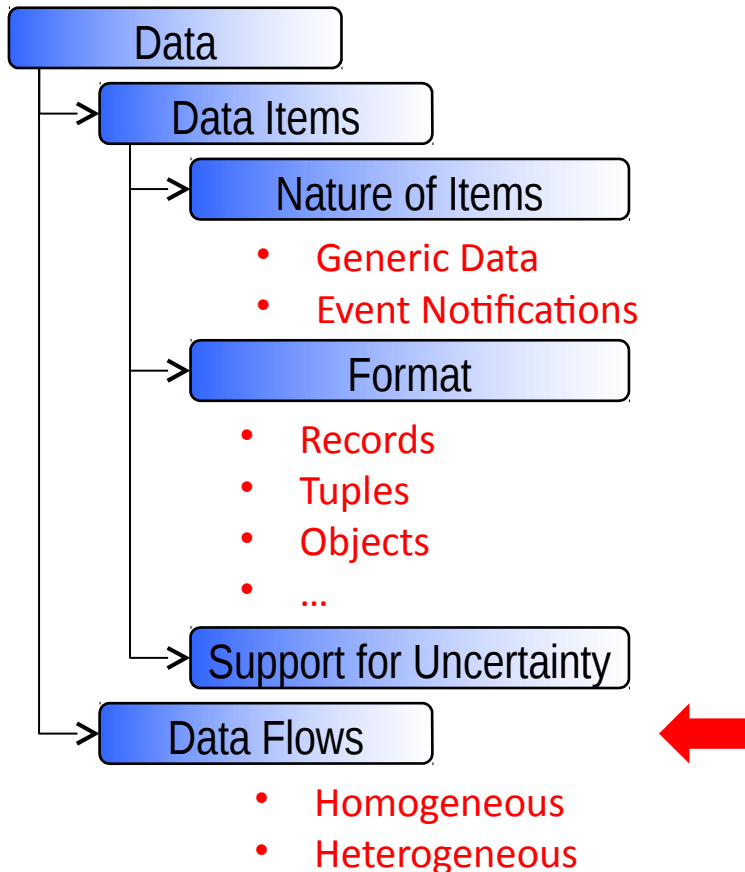 Data
Data Items
Nature of Items
• Generic Data
• Event Notifications
Format
• Records
• Tuples
• Objects
• ...
Support for Uncertainty
Data Flows
• Homogeneous
• Heterogeneous